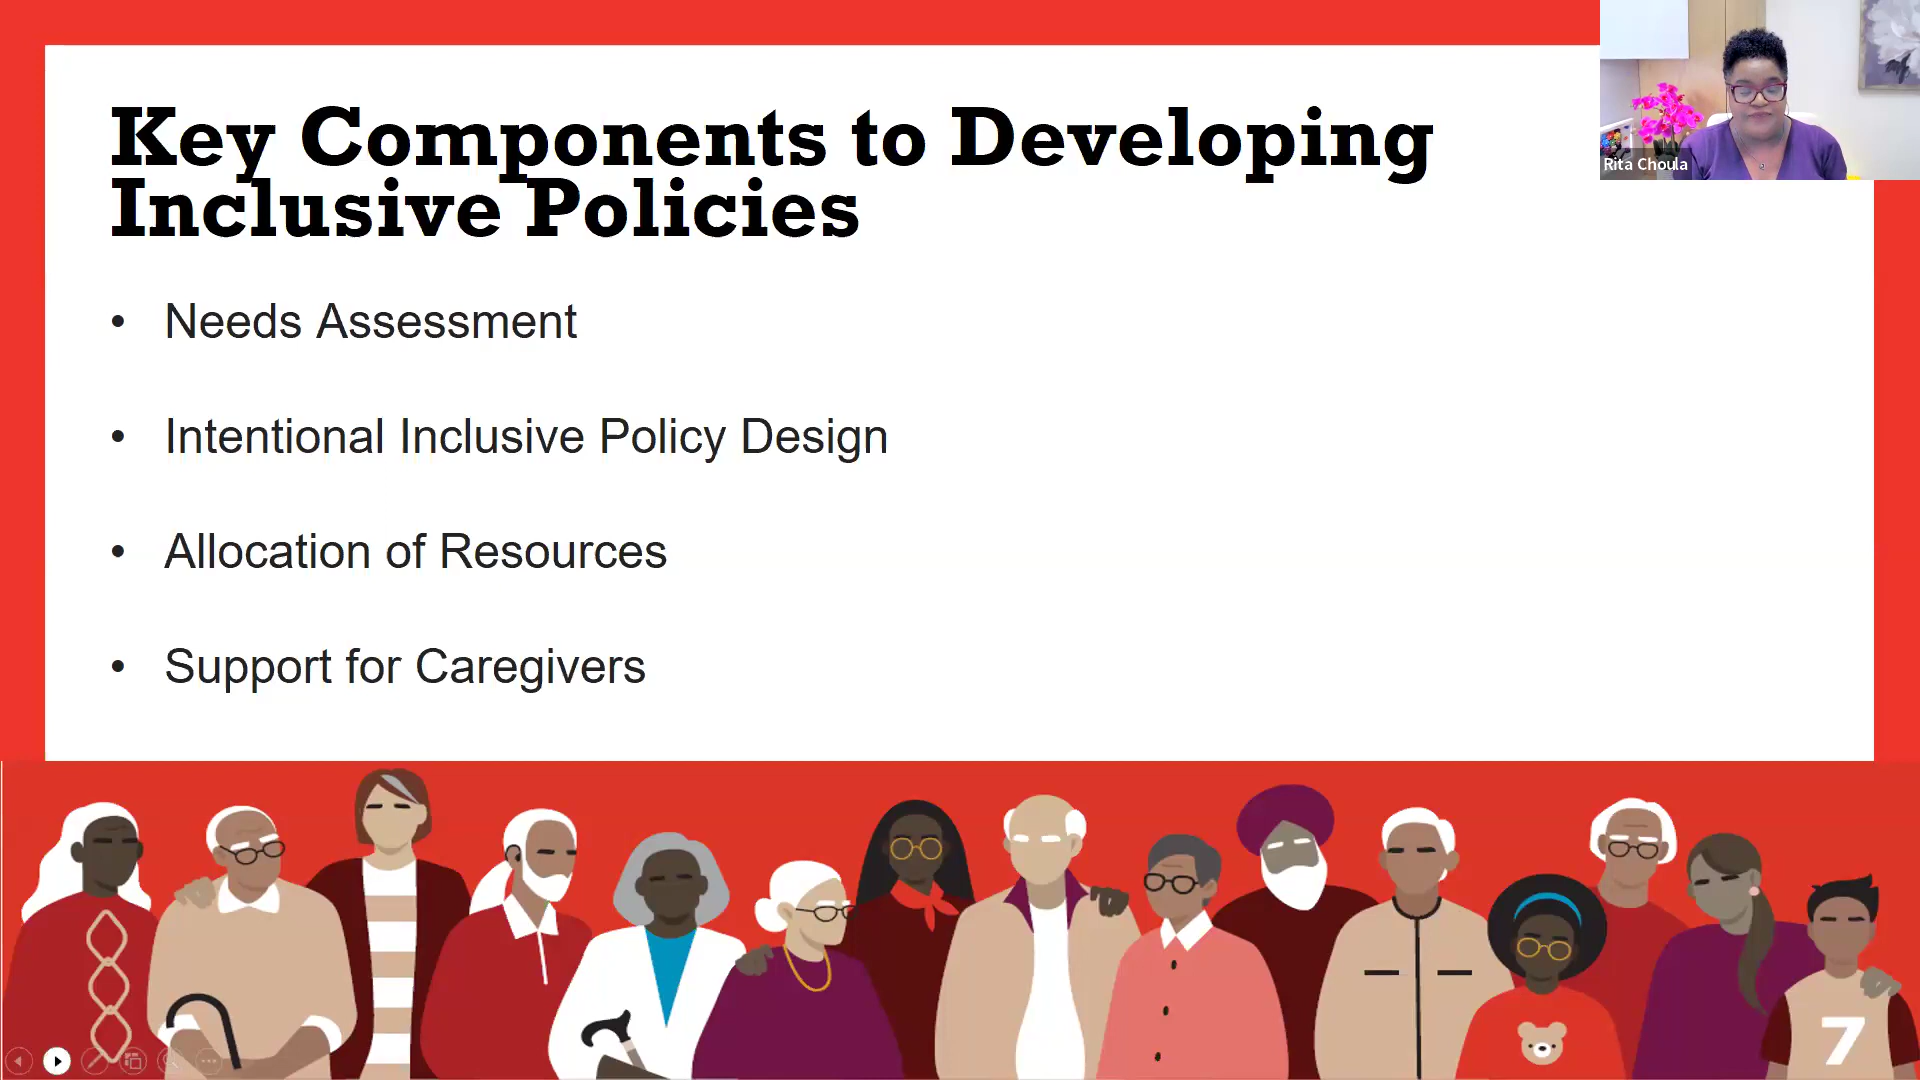 Key Components to Developing
Inclusive Policies
• Needs Assessment
• Intentional Inclusive Policy Design
• Allocation of Resources
• Support for Caregivers
Rita Choula
7